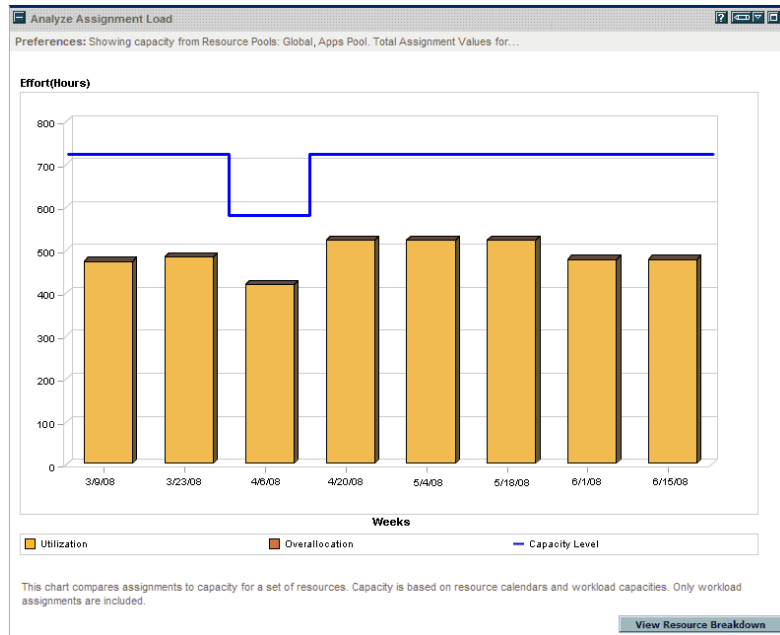 Analyze Assignment Load
?
Preferences: Showing capacity from Resource Pools: Global, Apps Pool. Total Assignment Values for...
Effort(Hours)
800
700
600
500
400
300
200
100
0
3/9/08 3/23/08 4/6/08 4/20/08 5/4/08 5/18/08 6/1/08 6/15/08
Weeks
Utilization Overallocation Capacity Level
This chart compares assignments to capacity for a set of resources. Capacity is based on resource calendars and workload capacities. Only workload
assignments are included.
View Resource Breakdown